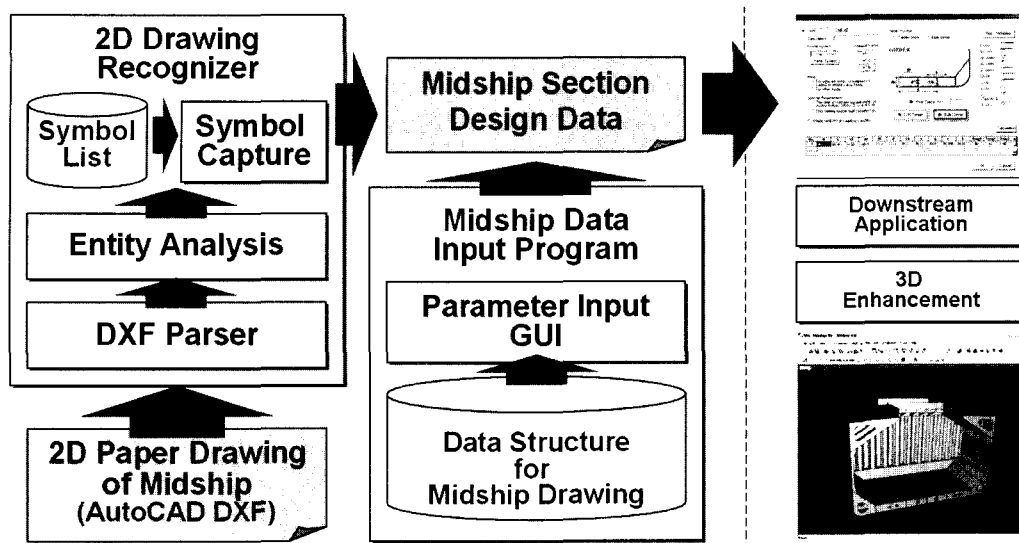 2D Drawing
Recognizer
Symbol
List
Symbol
Capture
Entity Analysis
DXF Parser
2D Paper Drawing
of Midship
(AutoCAD DXF)
Midship Section
Design Data
Midship Data
Input Program
Parameter Input
GUI
Data Structure
for
Midship Drawing
Downstream
Application
3D
Enhancement